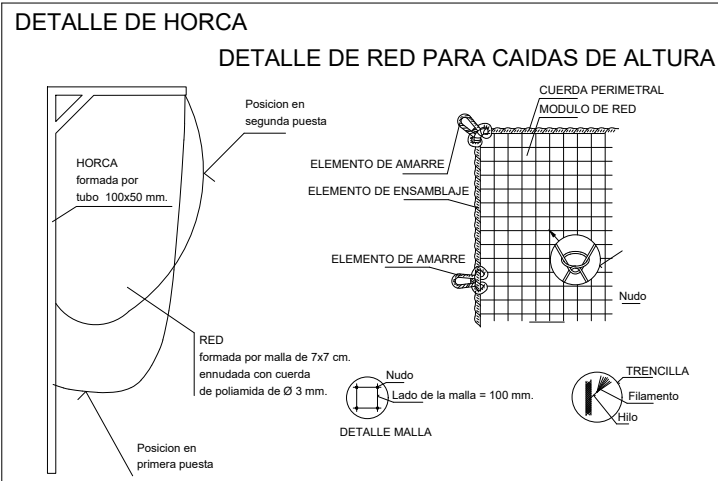 DETALLE DE HORCA
DETALLE DE RED PARA CAIDAS DE ALTURA
Posicion en
segunda puesta
HORCA
formada por
tubo 100x50 mm.
RED
formada por malla de 7x7 cm.
ennudada con cuerda
de poliamida de Ø 3 mm.
Posicion en
primera puesta
CUERDA PERIMETRAL
MODULO DE RED
ELEMENTO DE AMARRE
ELEMENTO DE ENSAMBLAJE
ELEMENTO DE AMARRE
Nudo
Nudo
Lado de la malla = 100 mm.
DETALLE MALLA
TRENCILLA
Filamento
Hilo